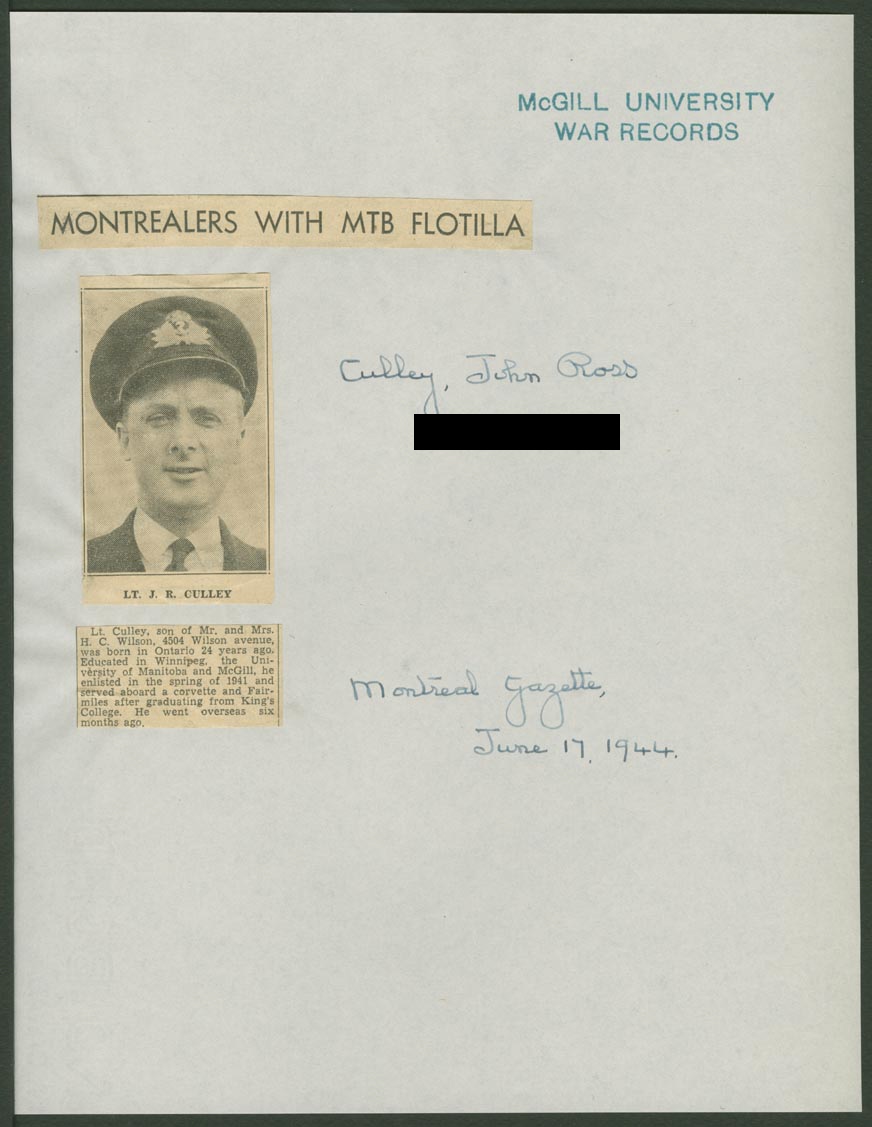 McGILL UNIVERSITY
WAR RECORDS
MONTREALERS WITH MTB FLOTILLA
Culley, John Ross
LT. J. R. CULLEY
Lt. Culley, son of Mr. and Mrs.
H. C. Wilson, 4504 Wilson avenue,
was born in Ontario 24 years ago.
Educated in Winnipeg, the Uni-
versity of Manitoba and McGill, he
enlisted in the spring of 1941 and
served aboard a corvette and Fair-
miles after graduating from King's
College. He went overseas six
months ago.
Montreal Gazette,
June 17, 1944.